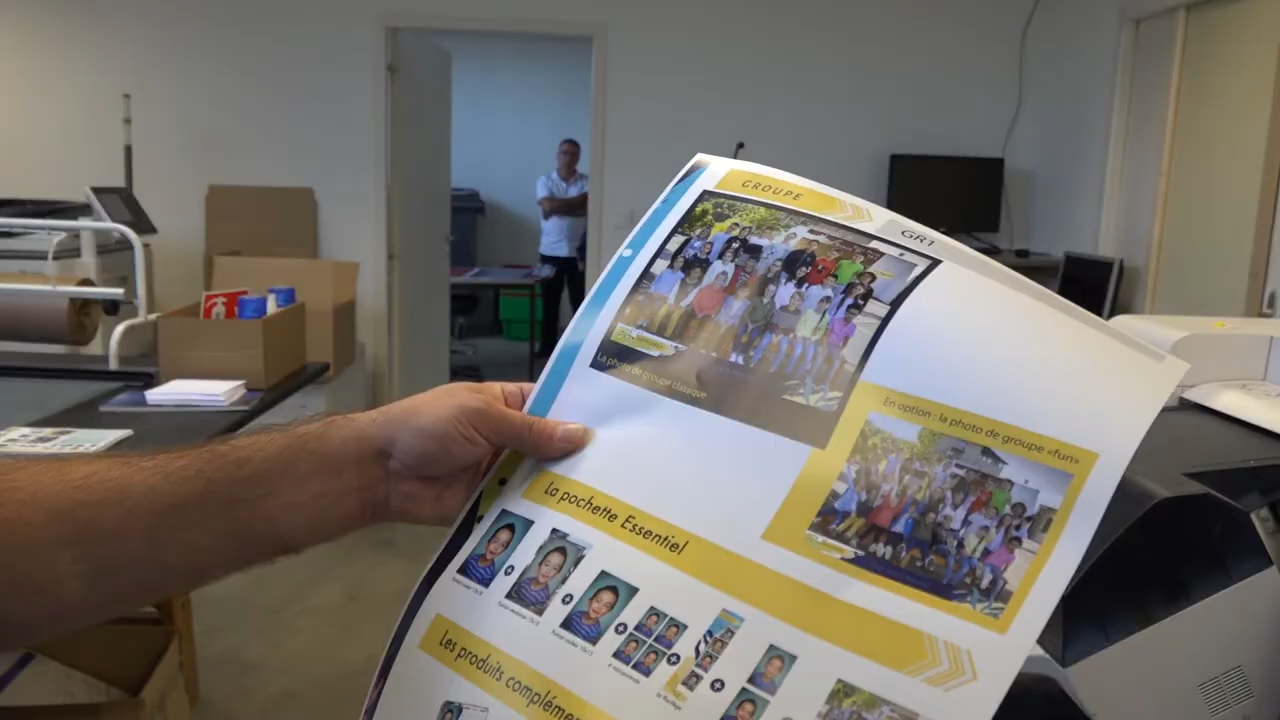 GROUPE
GR1
La photo de groupe classique
En option : la photo de groupe «fun»
La pochette Essentiel
Les produits complémen